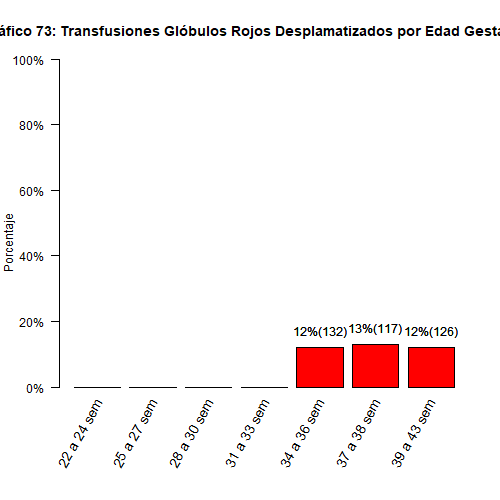 áfico 73: Transfusiones Glóbulos Rojos Desplamatizados por Edad Gesta
Porcentaje
100%
80%
60%
40%
20%
0%
12%(132)
13%(117)
12%(126)
22 a 24 sem
25 a 27 sem
28 a 30 sem
31 a 33 sem
34 a 36 sem
37 a 38 sem
39 a 43 sem